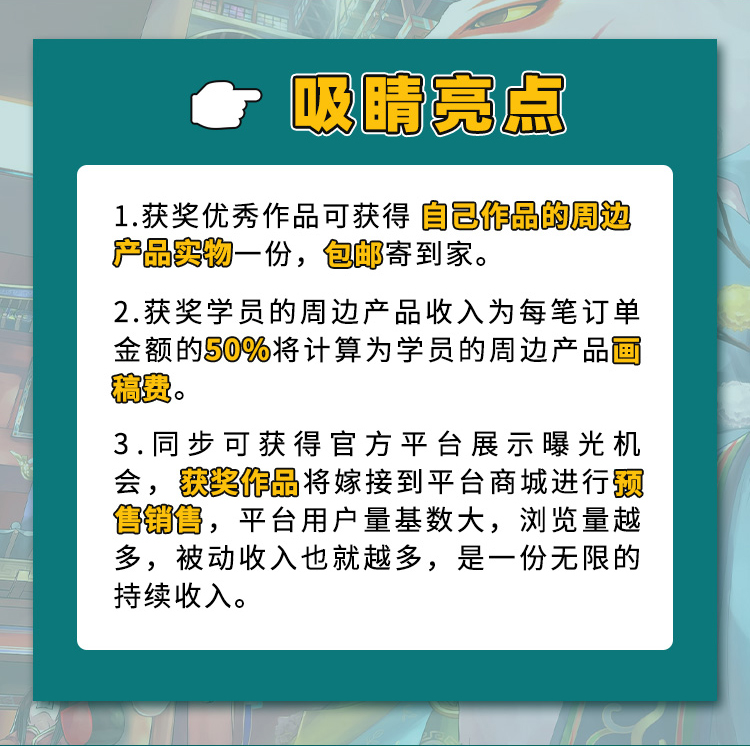 吸睛亮点
1.获奖优秀作品可获得 自己作品的周边
产品实物一份，包邮寄到家。
2.获奖学员的周边产品收入为每笔订单
金额的50%将计算为学员的周边产品画
稿费。
3.同步可获得官方平台展示曝光机
会，获奖作品将嫁接到平台商城进行预
售销售，平台用户量基数大，浏览量越
多，被动收入也就越多，是一份无限的
持续收入。